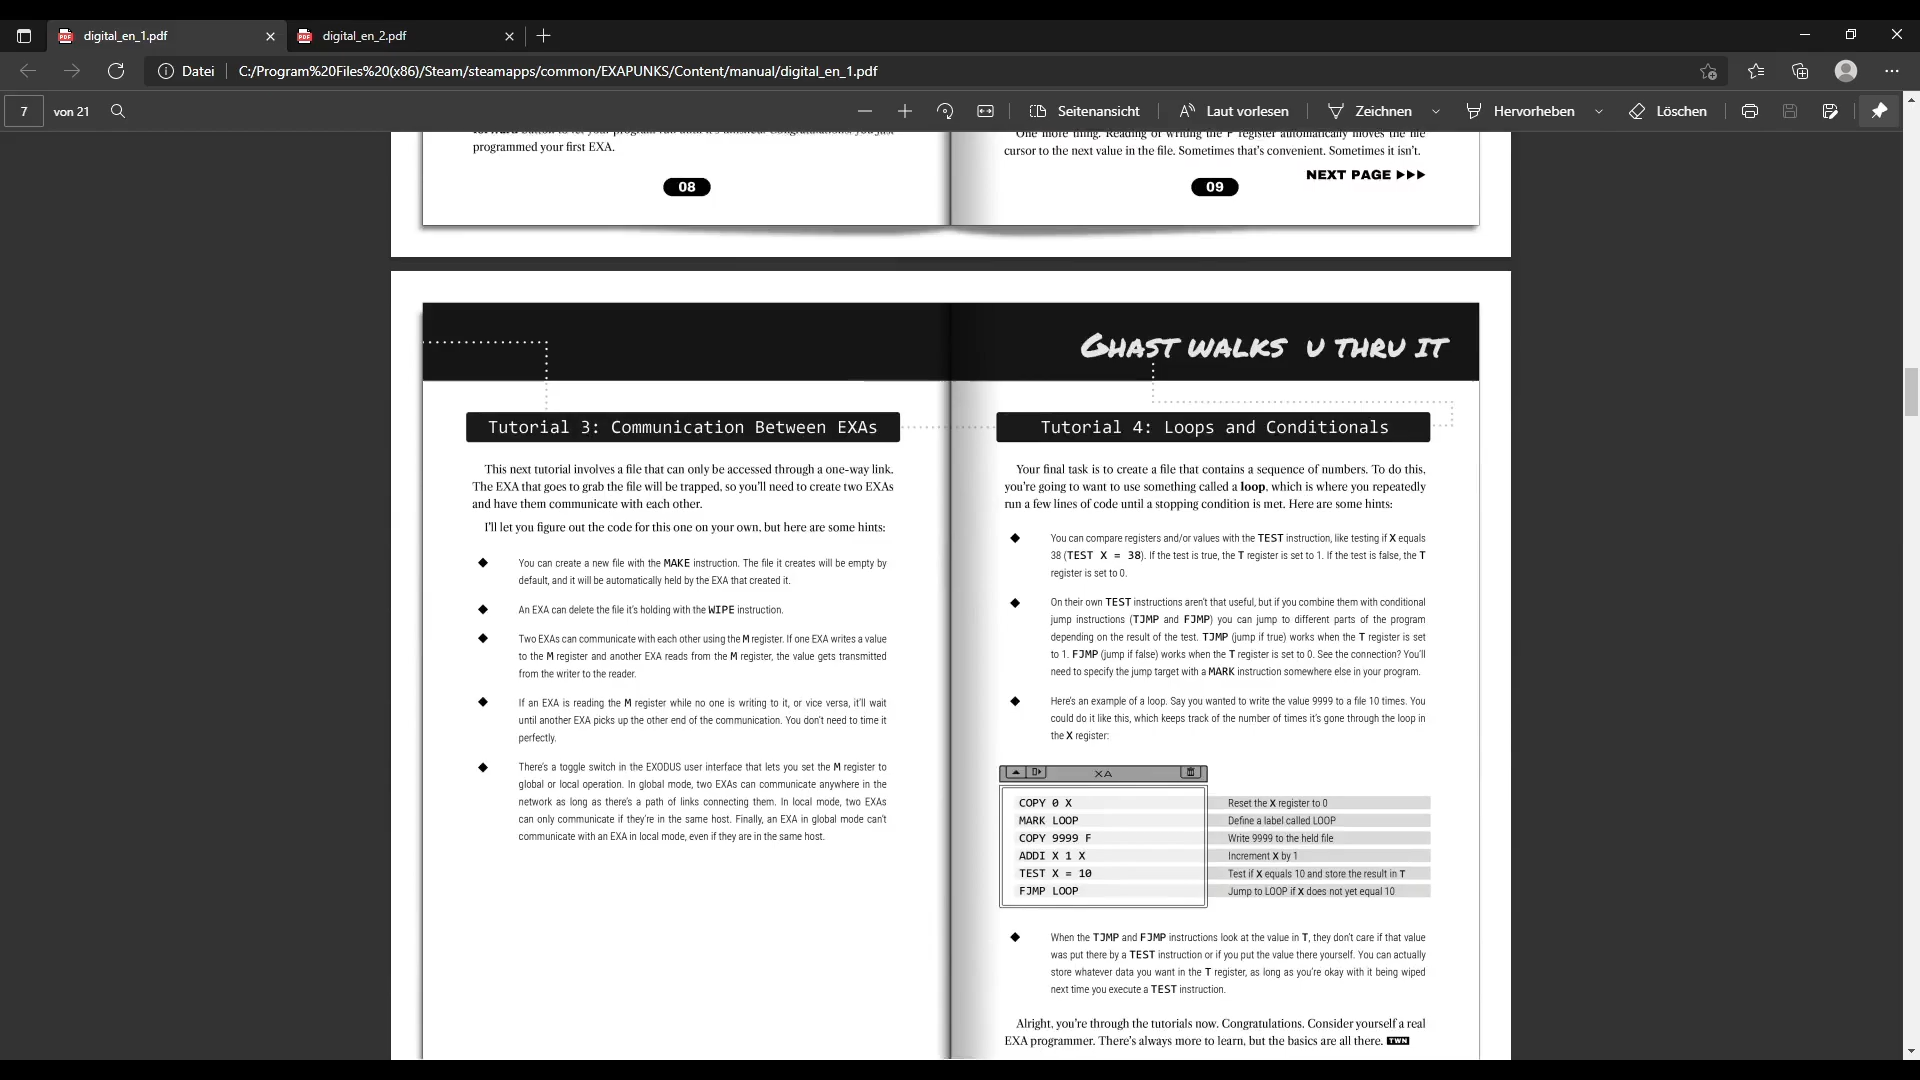 digital_en_1.pdf
digital_en_2.pdf
Datei
C:/Program%20Files%20(x86)/Steam/steamapps/common/EXAPUNKS/Content/manual/digital_en_1.pdf
7 von 21
Seitenansicht
Laut vorlesen
Zeichnen
Hervorheben
Löschen
programmed your first EXA.
08
One more thing. Reading or writing the F register automatically moves the file
cursor to the next value in the file. Sometimes that's convenient. Sometimes it isn't.
NEXT PAGE
09
GHAST WALKS U THRU IT
Tutorial 3: Communication Between EXAs
This next tutorial involves a file that can only be accessed through a one-way link.
The EXA that goes to grab the file will be trapped, so you'll need to create two EXAs
and have them communicate with each other.
I'll let you figure out the code for this one on your own, but here are some hints:
You can create a new file with the MAKE instruction. The file it creates will be empty by
default, and it will be automatically held by the EXA that created it.
An EXA can delete the file it's holding with the WIPE instruction.
Two EXAs can communicate with each other using the M register. If one EXA writes a value
to the M register and another EXA reads from the M register, the value gets transmitted
from the writer to the reader.
If an EXA is reading the M register while no one is writing to it, or vice versa, it'll wait
until another EXA picks up the other end of the communication. You don't need to time it
perfectly.
There's a toggle switch in the EXODUS user interface that lets you set the M register to
global or local operation. In global mode, two EXAs can communicate anywhere in the
network as long as there's a path of links connecting them. In local mode, two EXAs
can only communicate if they're in the same host. Finally, an EXA in global mode can't
communicate with an EXA in local mode, even if they are in the same host.
Tutorial 4: Loops and Conditionals
Your final task is to create a file that contains a sequence of numbers. To do this,
you're going to want to use something called a loop, which is where you repeatedly
run a few lines of code until a stopping condition is met. Here are some hints:
You can compare registers and/or values with the TEST instruction, like testing if X equals
38 (TEST X = 38). If the test is true, the T register is set to 1. If the test is false, the T
register is set to 0.
On their own TEST instructions aren't that useful, but if you combine them with conditional
jump instructions (TJMP and FJMP) you can jump to different parts of the program
depending on the result of the test. TJMP (jump if true) works when the T register is set
to 1. FJMP (jump if false) works when the T register is set to 0. See the connection? You'll
need to specify the jump target with a MARK instruction somewhere else in your program.
Here's an example of a loop. Say you wanted to write the value 9999 to a file 10 times. You
could do it like this, which keeps track of the number of times it's gone through the loop in
the X register:
XA
COPY 0 X Reset the X register to 0
MARK LOOP Define a label called LOOP
COPY 9999 F Write 9999 to the held file
ADDI X 1 X Increment X by 1
TEST X = 10 Test if X equals 10 and store the result in T
FJMP LOOP Jump to LOOP if X does not yet equal 10
When the TJMP and FJMP instructions look at the value in T, they don't care if that value
was put there by a TEST instruction or if you put the value there yourself. You can actually
store whatever data you want in the T register, as long as you're okay with it being wiped
next time you execute a TEST instruction.
Alright, you're through the tutorials now. Congratulations. Consider yourself a real
EXA programmer. There's always more to learn, but the basics are all there. TWN